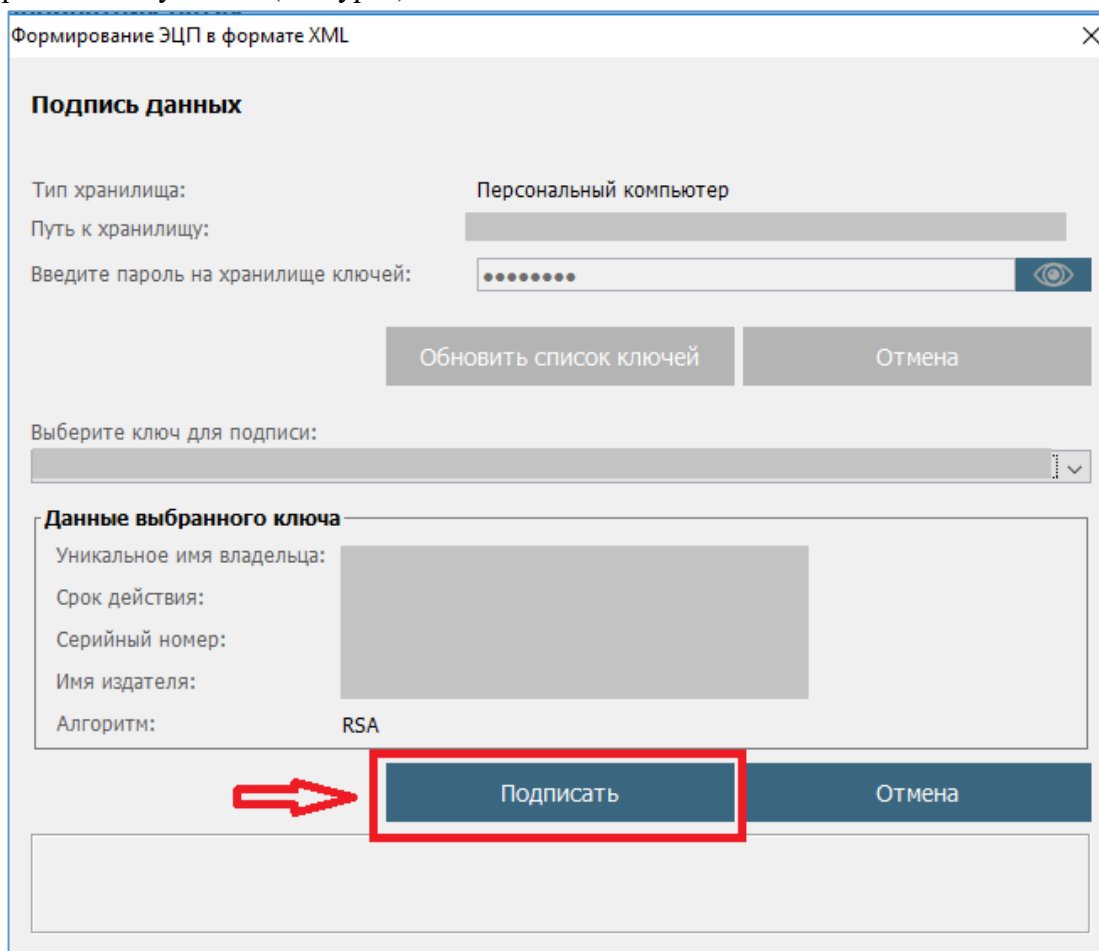 Формирование ЭЦП в формате XML
Подпись данных
Тип хранилища: Персональный компьютер
Путь к хранилищу:
Введите пароль на хранилище ключей: ●●●●●●●●
Обновить список ключей Отмена
Выберите ключ для подписи:
Данные выбранного ключа
Уникальное имя владельца:
Срок действия:
Серийный номер:
Имя издателя:
Алгоритм: RSA
Подписать Отмена